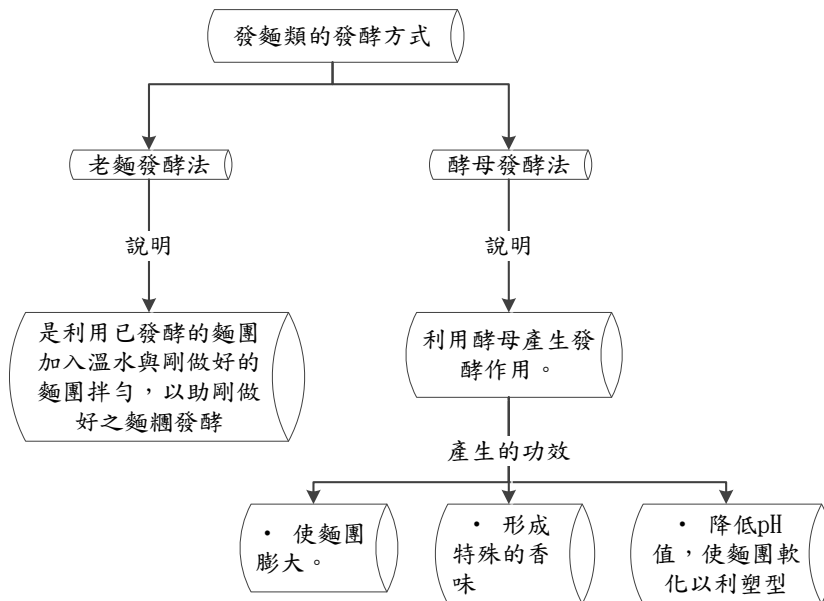 發麵類的發酵方式
老麵發酵法
酵母發酵法
說明
說明
是利用已發酵的麵團
加入溫水與剛做好的
麵團拌勻，以助剛做
好之麵糰發酵
利用酵母產生發
酵作用。
產生的功效
• 使麵團
膨大。
• 形成
特殊的香
味
• 降低pH
值，使麵團軟
化以利塑型